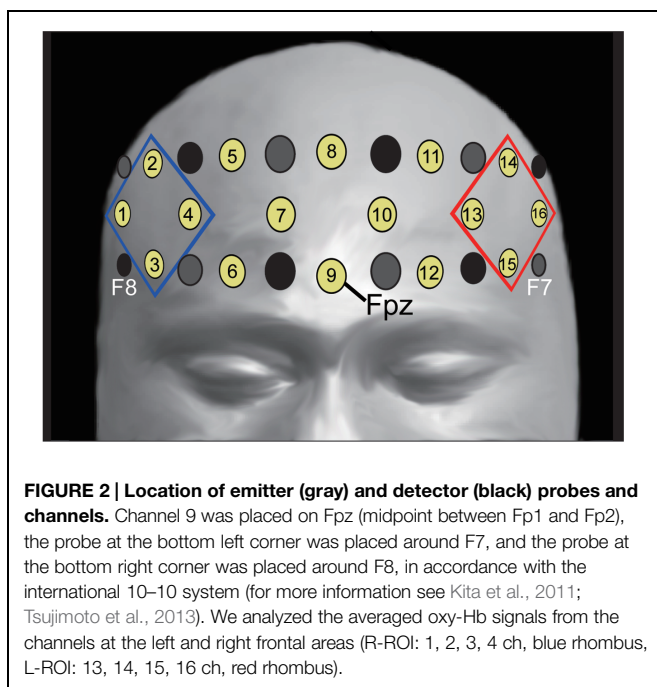 2 5 8 11 14
1 4 7 10 13 16
3 6 9 12 15
F8 F7
Fpz
FIGURE 2 | Location of emitter (gray) and detector (black) probes and
channels. Channel 9 was placed on Fpz (midpoint between Fp1 and Fp2),
the probe at the bottom left corner was placed around F7, and the probe at
the bottom right corner was placed around F8, in accordance with the
international 10–10 system (for more information see Kita et al., 2011;
Tsujimoto et al., 2013). We analyzed the averaged oxy-Hb signals from the
channels at the left and right frontal areas (R-ROI: 1, 2, 3, 4 ch, blue rhombus,
L-ROI: 13, 14, 15, 16 ch, red rhombus).